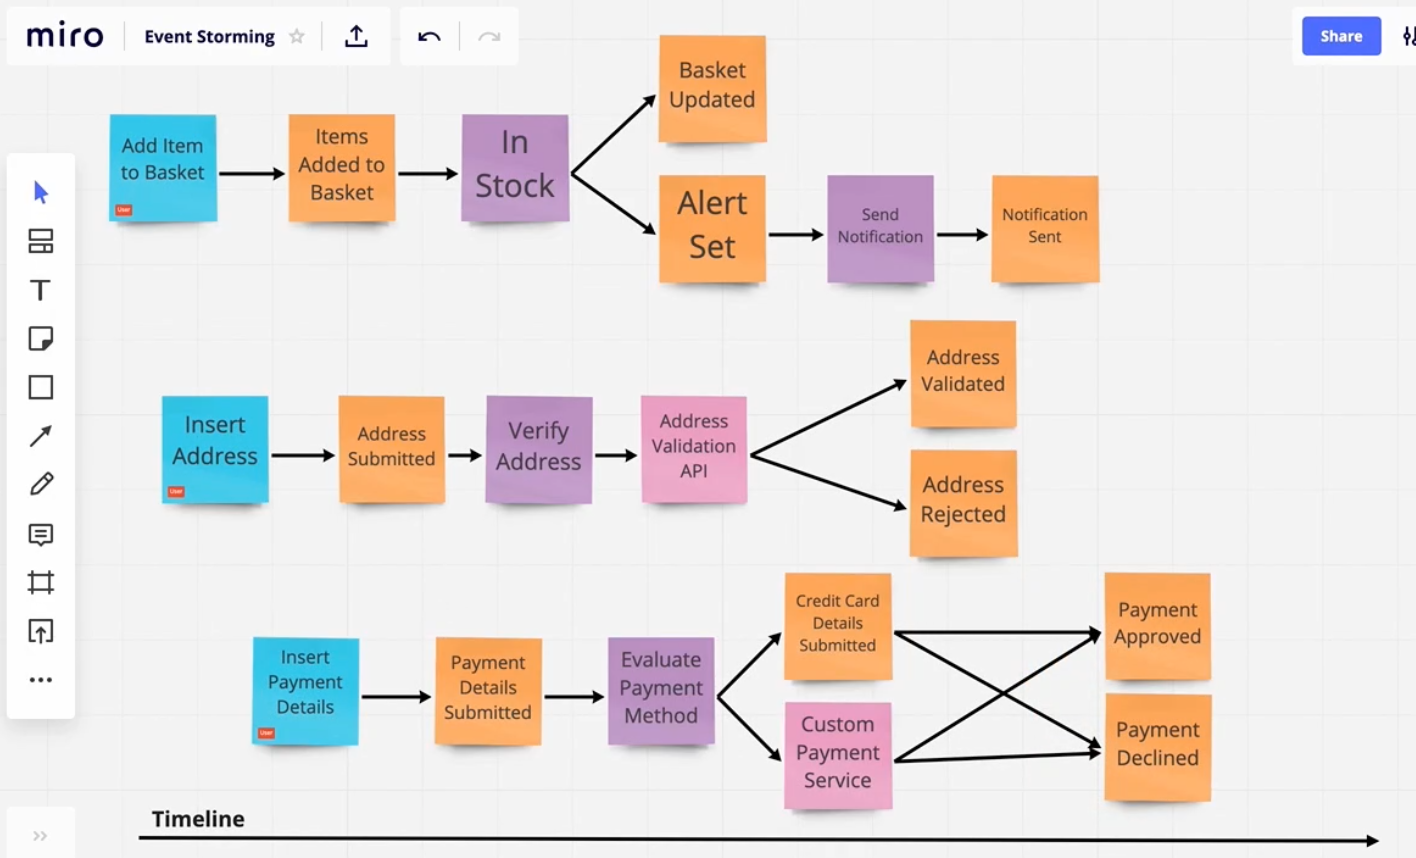 miro
Event Storming
Share
Basket
Updated
Add Item
to Basket
User
Items
Added to
Basket
In
Stock
Alert
Set
Send
Notification
Notification
Sent
Insert
Address
User
Address
Submitted
Verify
Address
Address
Validation
API
Address
Validated
Address
Rejected
Insert
Payment
Details
User
Payment
Details
Submitted
Evaluate
Payment
Method
Credit Card
Details
Submitted
Custom
Payment
Service
Payment
Approved
Payment
Declined
Timeline